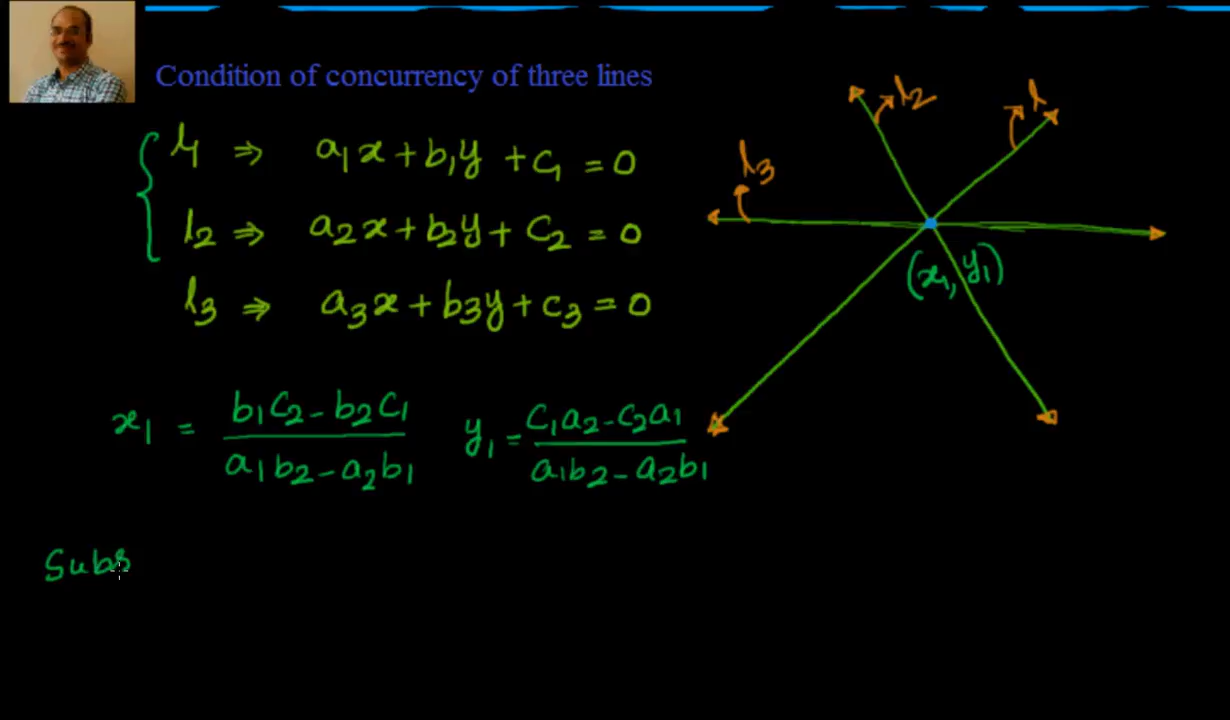 Condition of concurrency of three lines
l1 ⇒ a1x + b1y + c1 = 0
l2 ⇒ a2x + b2y + c2 = 0
l3 ⇒ a3x + b3y + c3 = 0
l2
l
l3
(x1, y1)
x1 = (b1c2 - b2c1) / (a1b2 - a2b1)
y1 = (c1a2 - c2a1) / (a1b2 - a2b1)
Subs